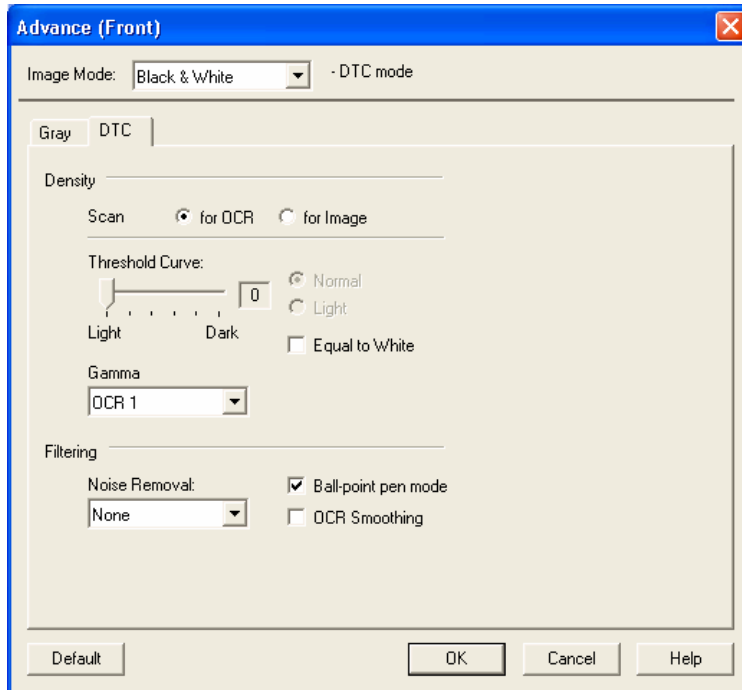 Advance (Front)
Image Mode: Black & White - DTC mode
Gray DTC
Density
Scan for OCR for Image
Threshold Curve:
0
Normal
Light
Light Dark
Equal to White
Gamma
OCR 1
Filtering
Noise Removal:
None
Ball-point pen mode
OCR Smoothing
Default OK Cancel Help